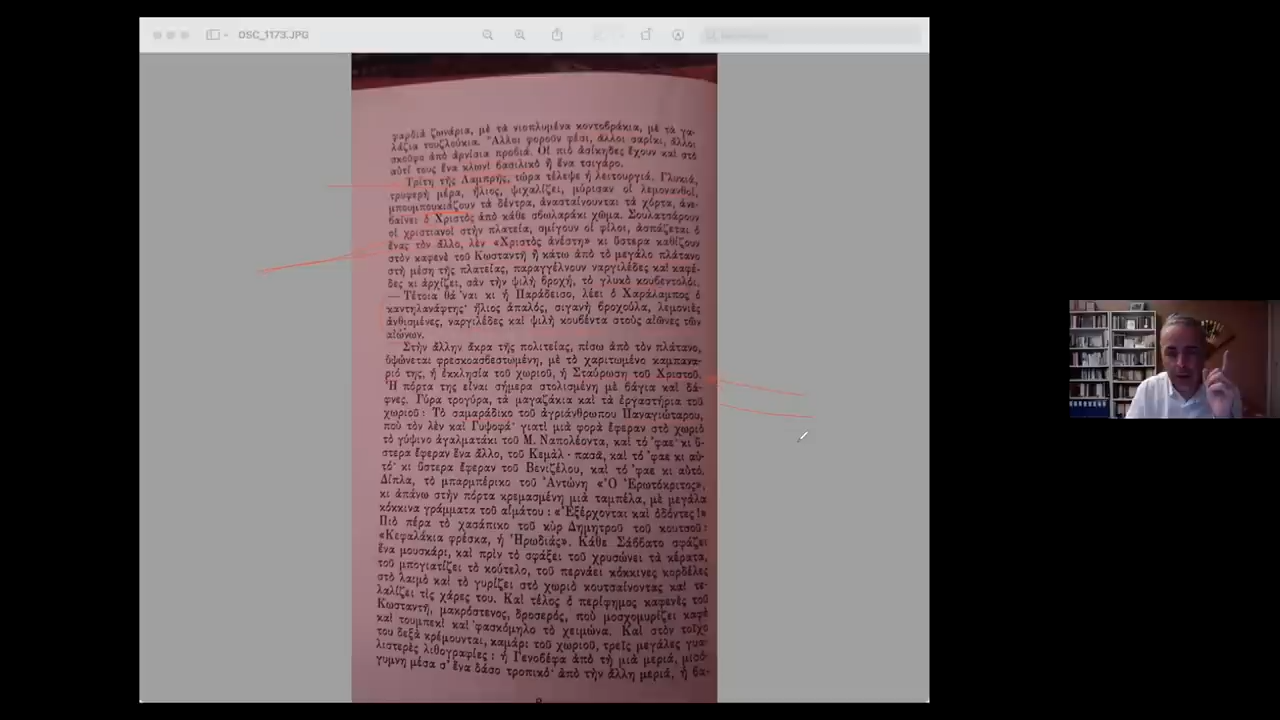 DSC_1173.JPG
γαρδιά ζωνάρια, μὲ τὰ νιοπλυμένα κοντοβράκια, μὲ τὰ γα-
λάζια τουζλούκια. Ἄλλοι φοροῦν φέσι, ἄλλοι σαρίκι, ἄλλοι
σκοῦφο ἀπὸ ἀρνίσια προβιά. Οἱ πιὸ ἀσίκηδες ἔχουν καὶ στὸ
αὐτί τους ἕνα κλωνὶ βασιλικὸ ἢ ἕνα τσιγάρο.
Τρίτη τῆς Λαμπρῆς, τώρα τέλεψε ἡ λειτουργιά. Γλυκιά,
τρυφερὴ μέρα, ἥλιος, ψιχαλίζει, μύρισαν οἱ λεμονανθοί,
μπουμπουκιάζουν τὰ δέντρα, ἀνασταίνουνται τὰ χόρτα, ἀνε-
βαίνει ὁ Χριστὸς ἀπὸ κάθε σβωλαράκι χῶμα. Σουλατσάρουν
οἱ χριστιανοὶ στὴν πλατεία, σμίγουν οἱ φίλοι, ἀσπάζεται ὁ
ἕνας τὸν ἄλλο, λὲν «Χριστὸς ἀνέστη» κι ὕστερα καθίζουν
στὸν καφενὲ τοῦ Κωσταντῆ ἢ κάτω ἀπὸ τὸ μεγάλο πλάτανο
στὴ μέση τῆς πλατείας, παραγγέλνουν ναργιλέδες καὶ καφέ-
δες κι ἀρχίζει, σὰν τὴν ψιλὴ βροχή, τὸ γλυκὸ κουβεντολόι.
— Τέτοια θά ’ναι κι ἡ Παράδεισο, λέει ὁ Χαράλαμπος ὁ
καντηλανάφτης· ἥλιος ἁπαλός, σιγανὴ βροχούλα, λεμονιὲς
ἀνθισμένες, ναργιλέδες καὶ ψιλὴ κουβέντα στοὺς αἰῶνες τῶν
αἰώνων.
Στὴν ἄλλην ἄκρα τῆς πολιτείας, πίσω ἀπὸ τὸν πλάτανο,
ὑψώνεται φρεσκοασβεστωμένη, μὲ τὸ χαριτωμένο καμπανα-
ριό της, ἡ ἐκκλησία τοῦ χωριοῦ, ἡ Σταύρωση τοῦ Χριστοῦ.
Ἡ πόρτα της εἶναι σήμερα στολισμένη μὲ βάγια καὶ δά-
φνες. Γύρα τρογύρα, τὰ μαγαζάκια καὶ τὰ ἐργαστήρια τοῦ
χωριοῦ: Τὸ σαμαράδικο τοῦ ἀγριάνθρωπου Παναγιώταρου,
ποὺ τὸν λὲν καὶ Γυψοφά· γιατὶ μιὰ φορὰ ἔφεραν στὸ χωριὸ
τὸ γύψινο ἀγαλματάκι τοῦ Μ. Ναπολέοντα, καὶ τό ’φαε· κι ὕ-
στερα ἔφεραν ἕνα ἄλλο, τοῦ Κεμὰλ - πασᾶ, καὶ τό ’φαε κι αὐ-
τό· κι ὕστερα ἔφεραν τοῦ Βενιζέλου, καὶ τό ’φαε κι αὐτό.
Δίπλα, τὸ μπαρμπέρικο τοῦ Ἀντώνη «Ὁ Ἐρωτόκριτος»,
κι ἀπάνω στὴν πόρτα κρεμασμένη μιὰ ταμπέλα, μὲ μεγάλα
κόκκινα γράμματα τοῦ αἱμάτου: «Ἐξέρχονται καὶ ὀδόντες!»
Πιὸ πέρα τὸ χασάπικο τοῦ κὺρ Δημητροῦ τοῦ κουτσοῦ:
«Κεφαλάκια φρέσκα, ἡ Ἡρωδιάς». Κάθε Σάββατο σφάζει
ἕνα μουσκάρι, καὶ πρὶν τὸ σφάξει τοῦ χρυσώνει τὰ κέρατα,
τοῦ μπογιατίζει τὸ κούτελο, τοῦ περνάει κόκκινες κορδέλες
στὸ λαιμὸ καὶ τὸ γυρίζει στὸ χωριὸ κουτσαίνοντας καὶ τε-
λαλίζει τὶς χάρες του. Καὶ τέλος ὁ περίφημος καφενὲς τοῦ
Κωσταντῆ, μακρόστενος, δροσερός, ποὺ μοσχομυρίζει καφὲ
καὶ τουμπεκὶ καὶ φασκόμηλο τὸ χειμώνα. Καὶ στὸν τοῖχο
του δεξὰ κρέμουνται, καμάρι τοῦ χωριοῦ, τρεῖς μεγάλες γυα-
λιστερὲς λιθογραφίες: ἡ Γενοβέφα ἀπὸ τὴ μιὰ μεριά, μισό-
γυμνη μέσα σ’ ἕνα δάσο τροπικό· ἀπὸ τὴν ἄλλη μεριά, ἡ βα-